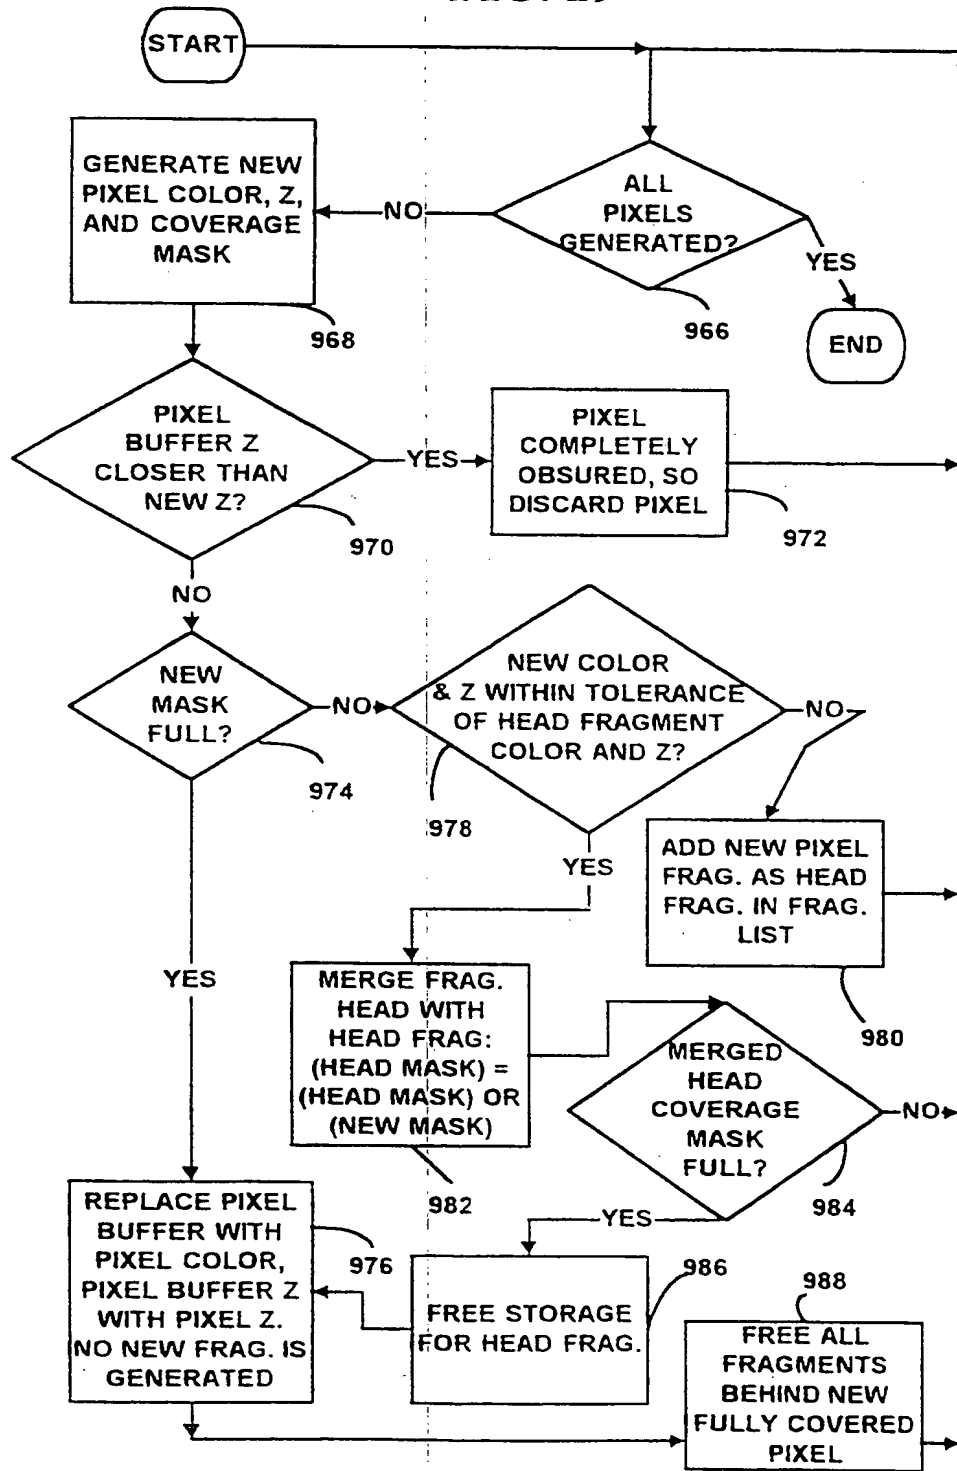 START
GENERATE NEW
PIXEL COLOR, Z,
AND COVERAGE
MASK
968
NO
ALL
PIXELS
GENERATED?
966
YES
END
PIXEL
BUFFER Z
CLOSER THAN
NEW Z?
970
YES
PIXEL
COMPLETELY
OBSURED, SO
DISCARD PIXEL
972
NO
NEW
MASK
FULL?
974
NO
NEW COLOR
& Z WITHIN TOLERANCE
OF HEAD FRAGMENT
COLOR AND Z?
978
NO
YES
ADD NEW PIXEL
FRAG. AS HEAD
FRAG. IN FRAG.
LIST
980
YES
MERGE FRAG.
HEAD WITH
HEAD FRAG:
(HEAD MASK) =
(HEAD MASK) OR
(NEW MASK)
982
MERGED
HEAD
COVERAGE
MASK
FULL?
984
NO
YES
REPLACE PIXEL
BUFFER WITH
PIXEL COLOR,
PIXEL BUFFER Z
WITH PIXEL Z.
NO NEW FRAG. IS
GENERATED
976
FREE STORAGE
FOR HEAD FRAG.
986
988
FREE ALL
FRAGMENTS
BEHIND NEW
FULLY COVERED
PIXEL